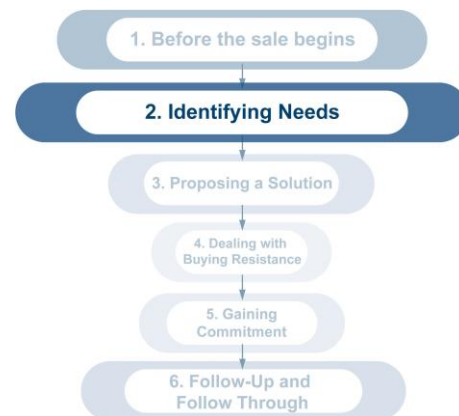 1. Before the sale begins
2. Identifying Needs
3. Proposing a Solution
4. Dealing with
Buying Resistance
5. Gaining
Commitment
6. Follow-Up and
Follow Through